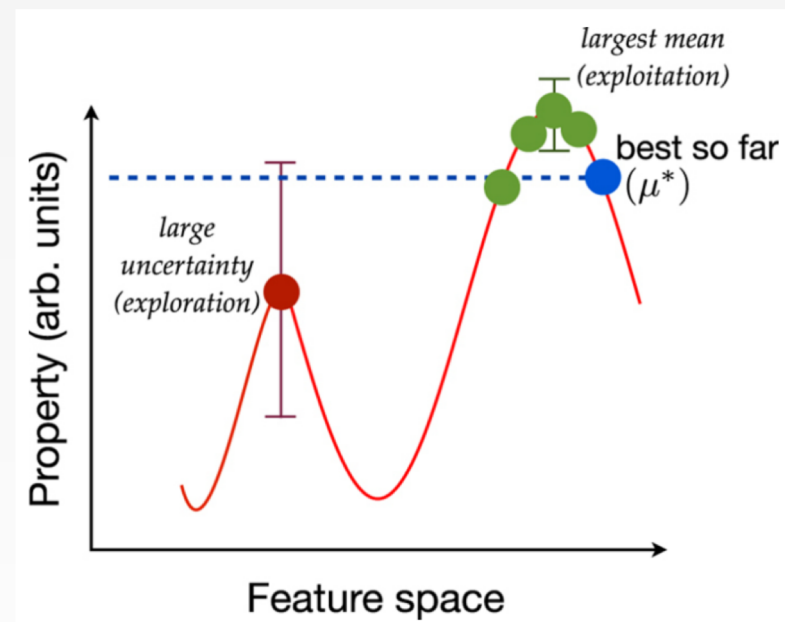 largest mean
(exploitation)
best so far
(μ*)
large
uncertainty
(exploration)
Property (arb. units)
Feature space